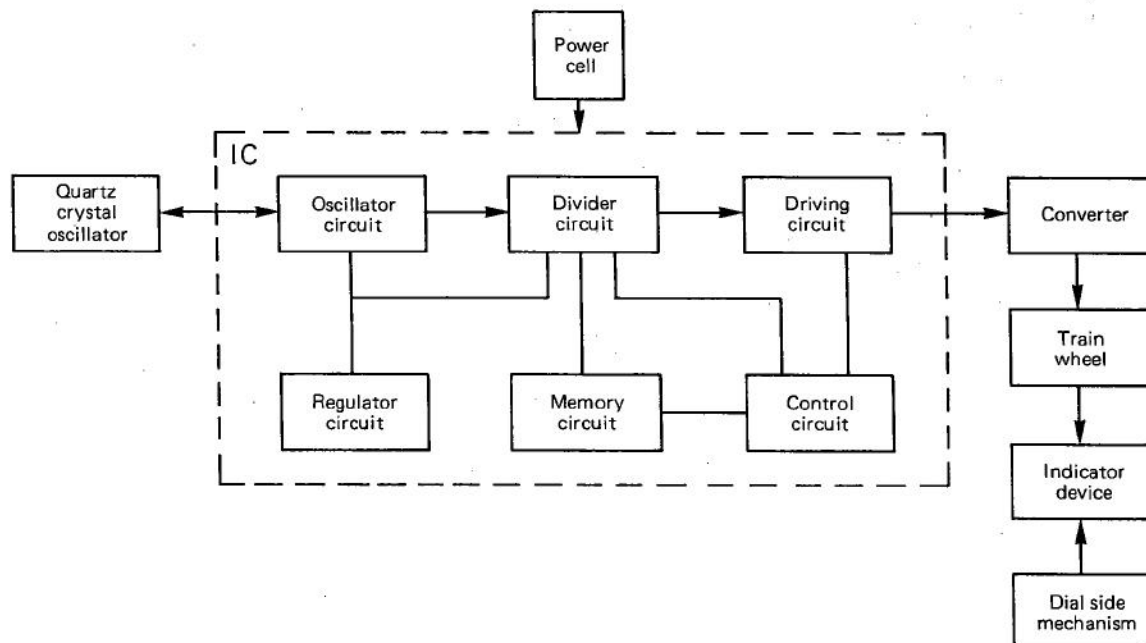 Power
cell
IC
Quartz
crystal
oscillator
Oscillator
circuit
Divider
circuit
Driving
circuit
Converter
Train
wheel
Regulator
circuit
Memory
circuit
Control
circuit
Indicator
device
Dial side
mechanism